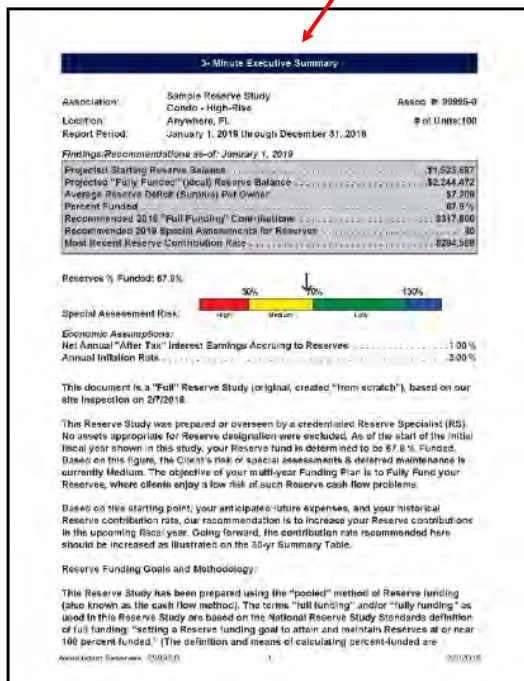 3- Minute Executive Summary
Association: Sample Reserve Study Assoc. #: 99995-0
Condo - High-Rise
Location: Anywhere, FL # of Units:100
Report Period: January 1, 2019 through December 31, 2019
Findings/Recommendations as-of: January 1, 2019
Projected Starting Reserve Balance
Projected "Fully Funded" (Ideal) Reserve Balance $2,244,472
Average Reserve Deficit (Surplus) Per Owner $7,208
Percent Funded 67.9%
Recommended 2019 "Full Funding" Contributions
Recommended 2019 Special Assessments for Reserves $0
Most Recent Reserve Contribution Rate
Reserves % Funded: 67.9%
30% 70% 130%
Special Assessment Risk: High Medium Low
Economic Assumptions:
Net Annual "After Tax" Interest Earnings Accruing to Reserves 1.00 %
Annual Inflation Rate 3.00 %
This document is a "Full" Reserve Study (original, created "from scratch"), based on our
site inspection on 2/7/2018.
This Reserve Study was prepared or overseen by a credentialed Reserve Specialist (RS).
No assets appropriate for Reserve designation were excluded. As of the start of the initial
fiscal year shown in this study, your Reserve fund is determined to be 67.9 % Funded.
Based on this figure, the Client's risk of special assessments & deferred maintenance is
currently Medium. The objective of your multi-year Funding Plan is to Fully Fund your
Reserves, where clients enjoy a low risk of such Reserve cash flow problems.
Based on this starting point, your anticipated future expenses, and your historical
Reserve contribution rate, our recommendation is to increase your Reserve contributions
in the upcoming fiscal year. Going forward, the contribution rate recommended here
should be increased as illustrated on the 30-yr Summary Table.
Reserve Funding Goals and Methodology:
This Reserve Study has been prepared using the "pooled" method of Reserve funding
(also known as the cash flow method). The terms "full funding" and/or "fully funding" as
used in this Reserve Study are based on the National Reserve Study Standards definition
of full funding: "setting a Reserve funding goal to attain and maintain Reserves at or near
100 percent funded." (The definition and means of calculating percent-funded are
Association Reserves 1